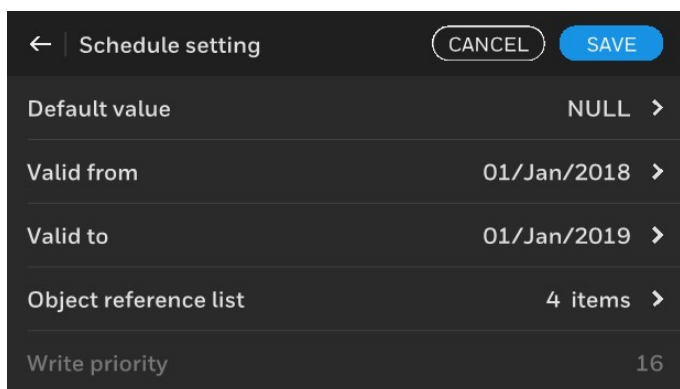 Schedule setting CANCEL SAVE
Default value NULL
Valid from 01/Jan/2018
Valid to 01/Jan/2019
Object reference list 4 items
Write priority 16